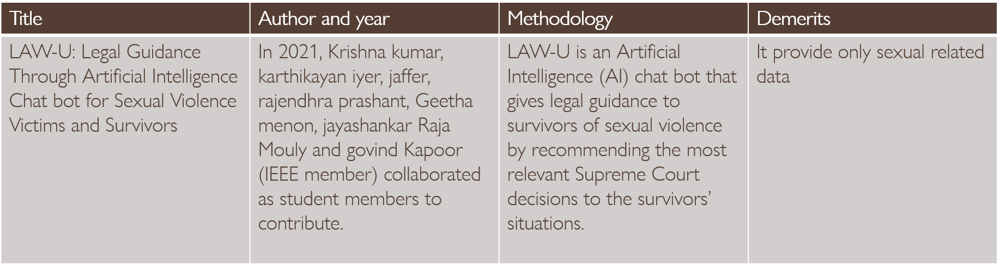 Title
Author and year
Methodology
Demerits
LAW-U: Legal Guidance
Through Artificial Intelligence
Chat bot for Sexual Violence
Victims and Survivors
In 2021, Krishna kumar,
karthikayan iyer, jaffer,
rajendhra prashant, Geetha
menon, jayashankar Raja
Mouly and govind Kapoor
(IEEE member) collaborated
as student members to
contribute.
LAW-U is an Artificial
Intelligence (AI) chat bot that
gives legal guidance to
survivors of sexual violence
by recommending the most
relevant Supreme Court
decisions to the survivors’
situations.
It provide only sexual related
data